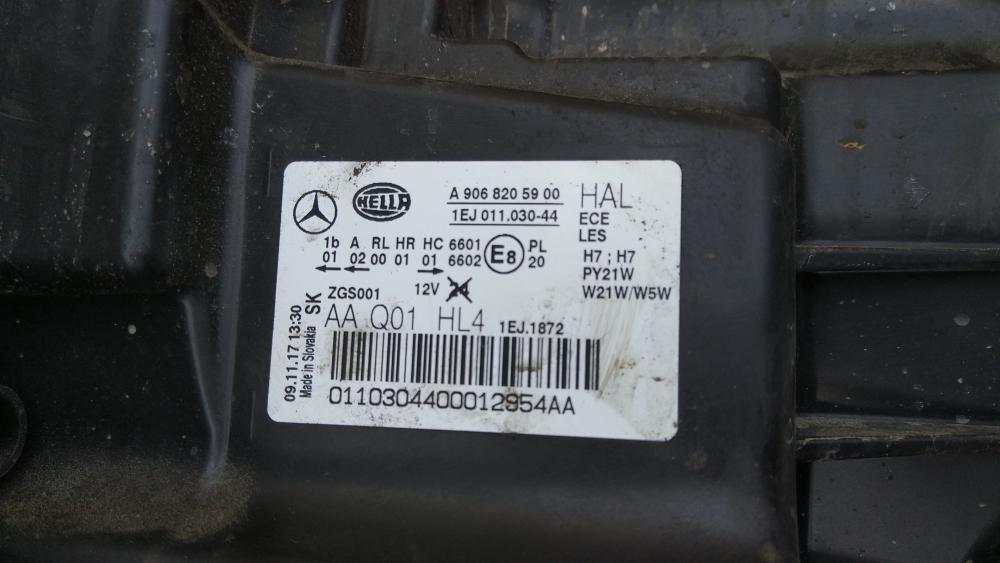 HELLA
A 906 820 59 00
1EJ 011.030-44
HAL
ECE
LES
1b A RL HR HC 6601
01 02 00 01 01 6602
E8
PL
20
H7 ; H7
PY21W
W21W/W5W
ZGS001
12V
SK
AA Q01 HL4 1EJ.1872
09.11.17 13:30
Made in Slovakia
0110304400012954AA